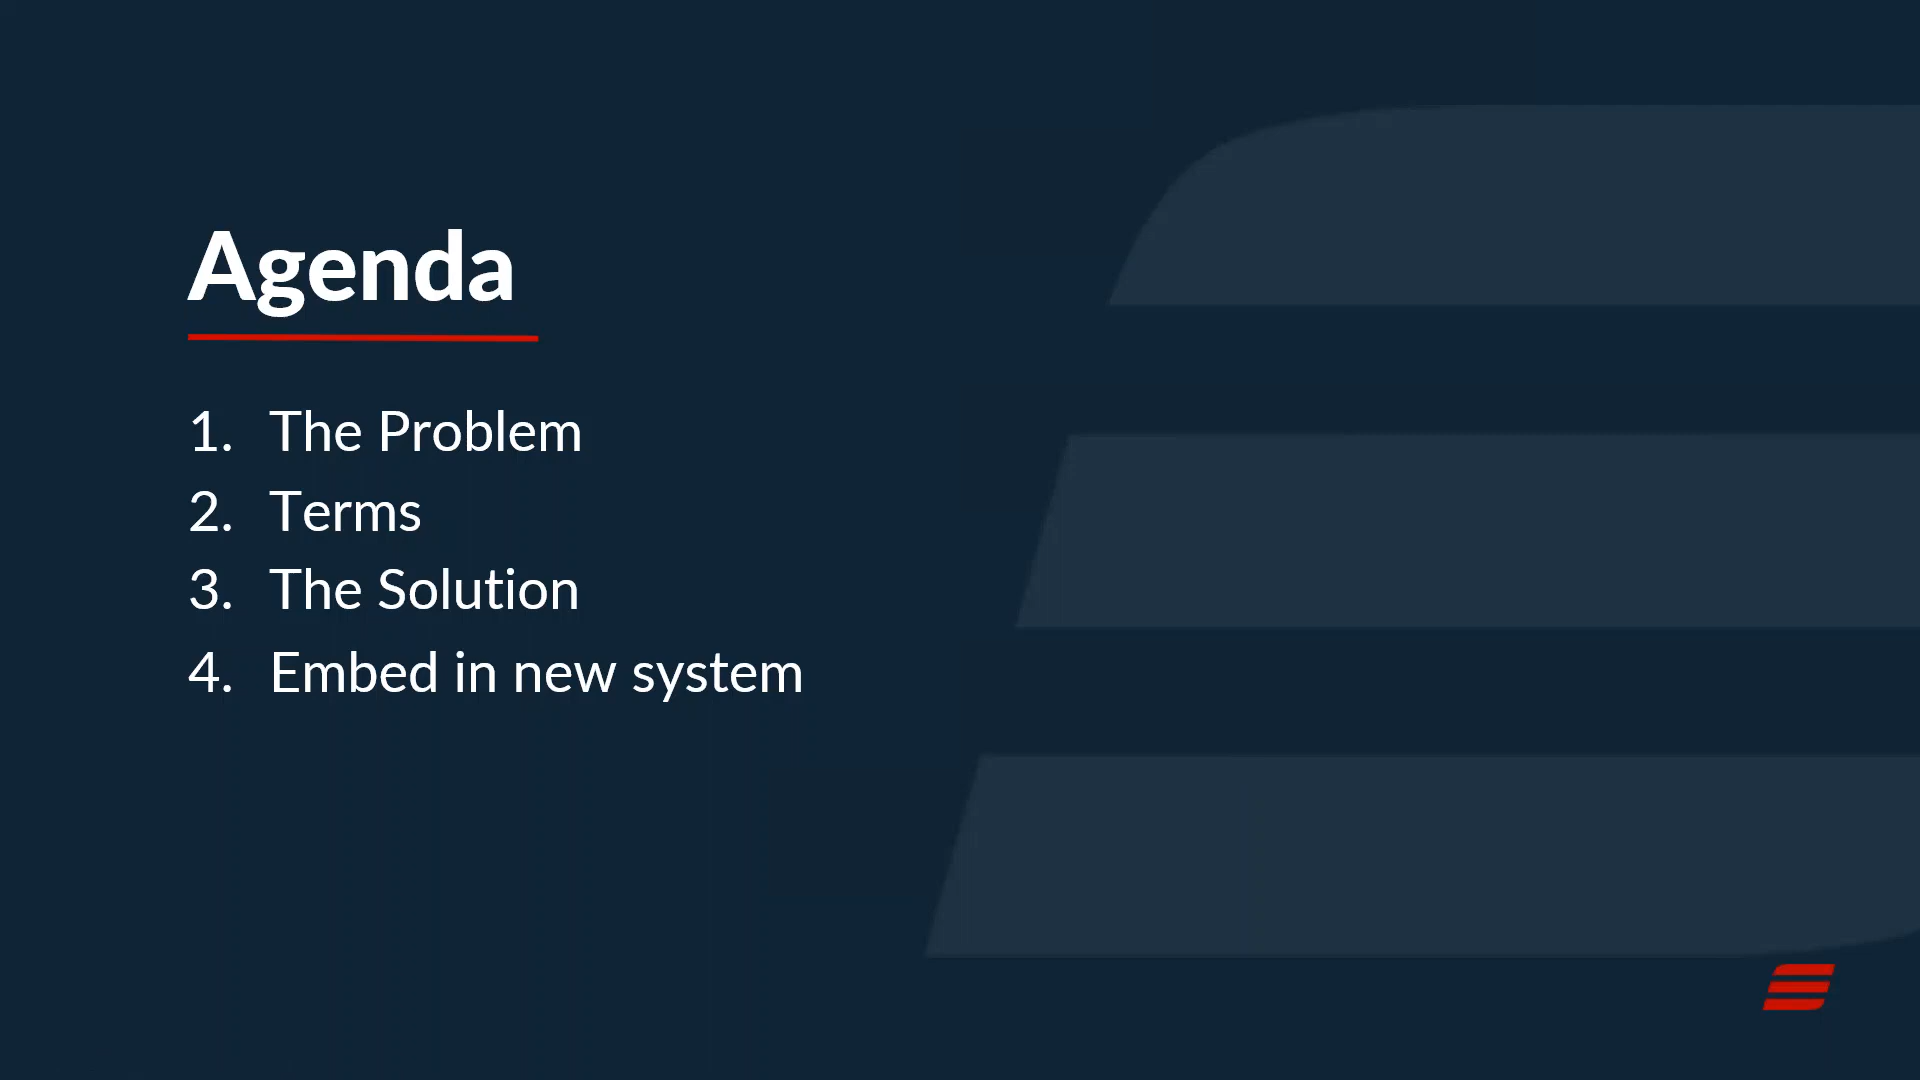 Agenda
1. The Problem
2. Terms
3. The Solution
4. Embed in new system